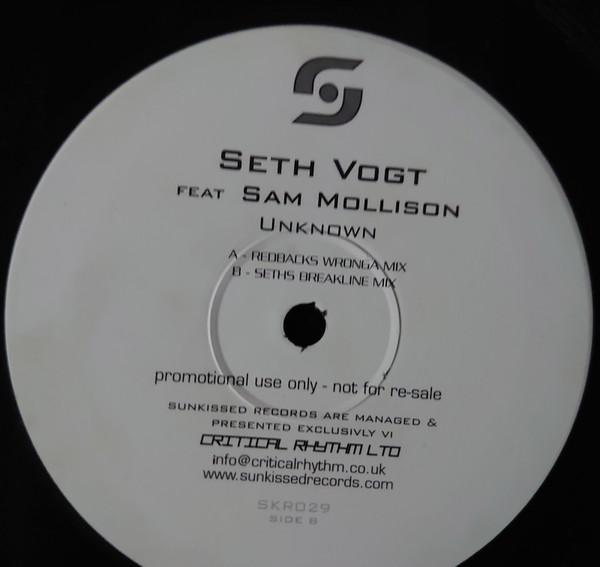 SETH VOGT
FEAT SAM MOLLISON
UNKNOWN
A - REDBACKS WRONGA MIX
B - SETHS BREAKLINE MIX
promotional use only - not for re-sale
SUNKISSED RECORDS ARE MANAGED &
PRESENTED EXCLUSIVLY VI
CRITICAL RHYTHM LTD
info@criticalrhythm.co.uk
www.sunkissedrecords.com
SKR029
SIDE B